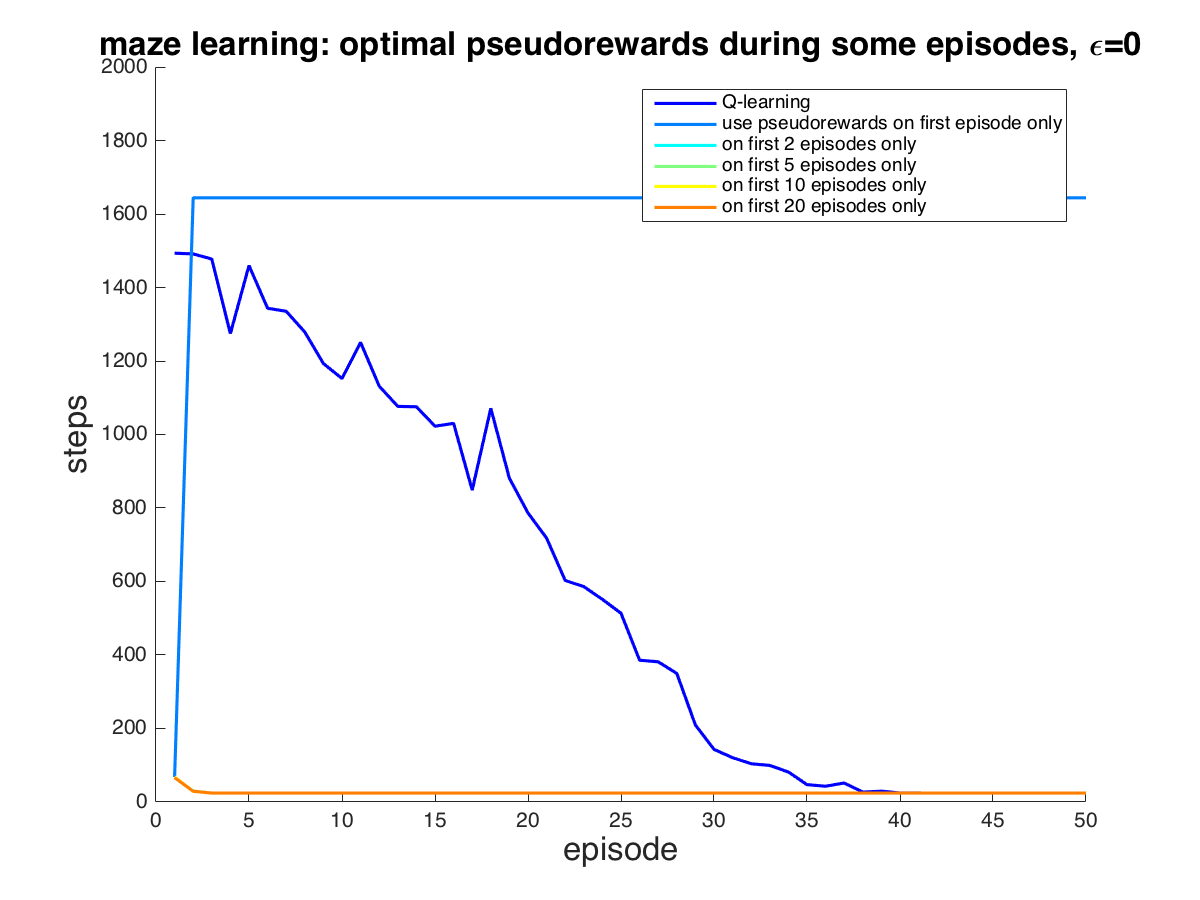 maze learning: optimal pseudorewards during some episodes, ϵ=0
2000
1800
1600
1400
1200
1000
800
600
400
200
0
steps
Q-learning
use pseudorewards on first episode only
on first 2 episodes only
on first 5 episodes only
on first 10 episodes only
on first 20 episodes only
0 5 10 15 20 25 30 35 40 45 50
episode